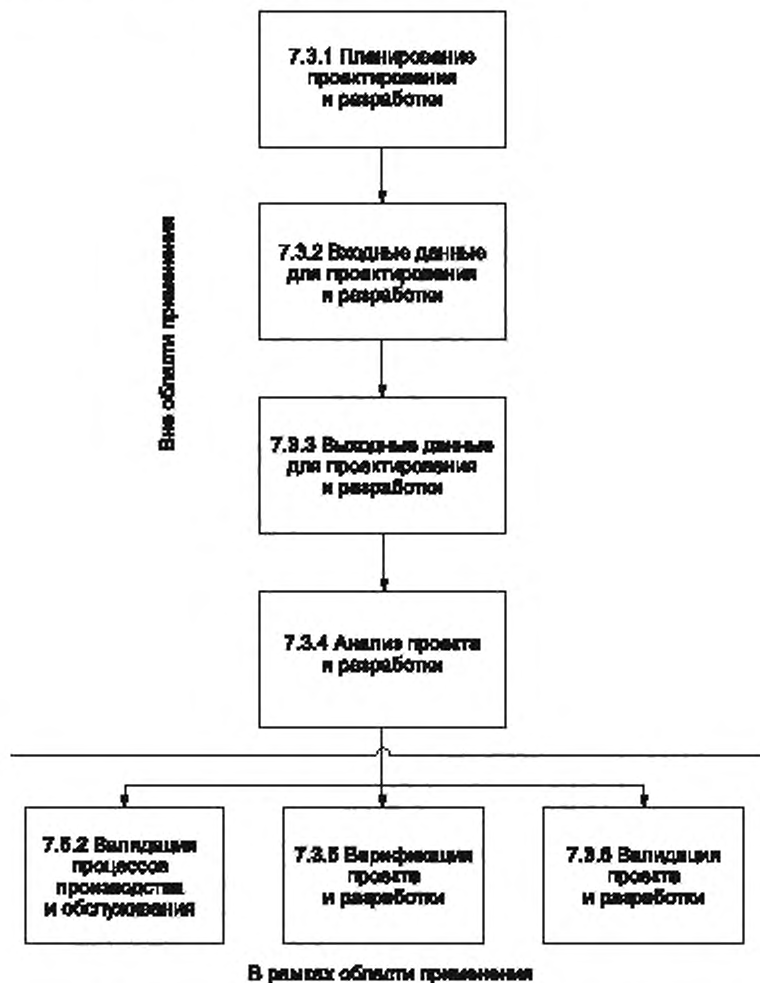 7.3.1 Планирование
проектирования
и разработки
Вне области применения
7.3.2 Входные данные
для проектирования
и разработки
7.3.3 Выходные данные
для проектирования
и разработки
7.3.4 Анализ проекта
и разработки
7.5.2 Валидация
процессов
производства
и обслуживания
7.3.5 Верификация
проекта
и разработки
7.3.6 Валидация
проекта
и разработки
В рамках области применения